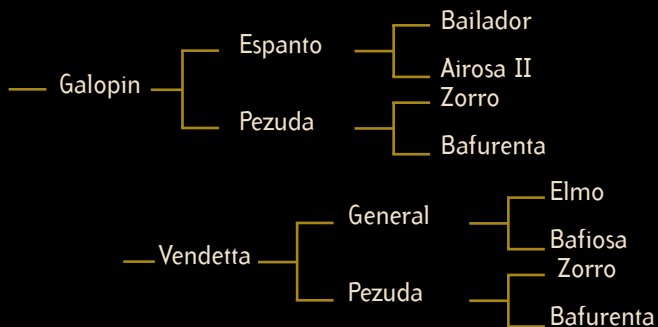 Bailador
Espanto
Airosa II
Galopin
Zorro
Pezuda
Bafurenta
Elmo
General
Bafiosa
Vendetta
Zorro
Pezuda
Bafurenta